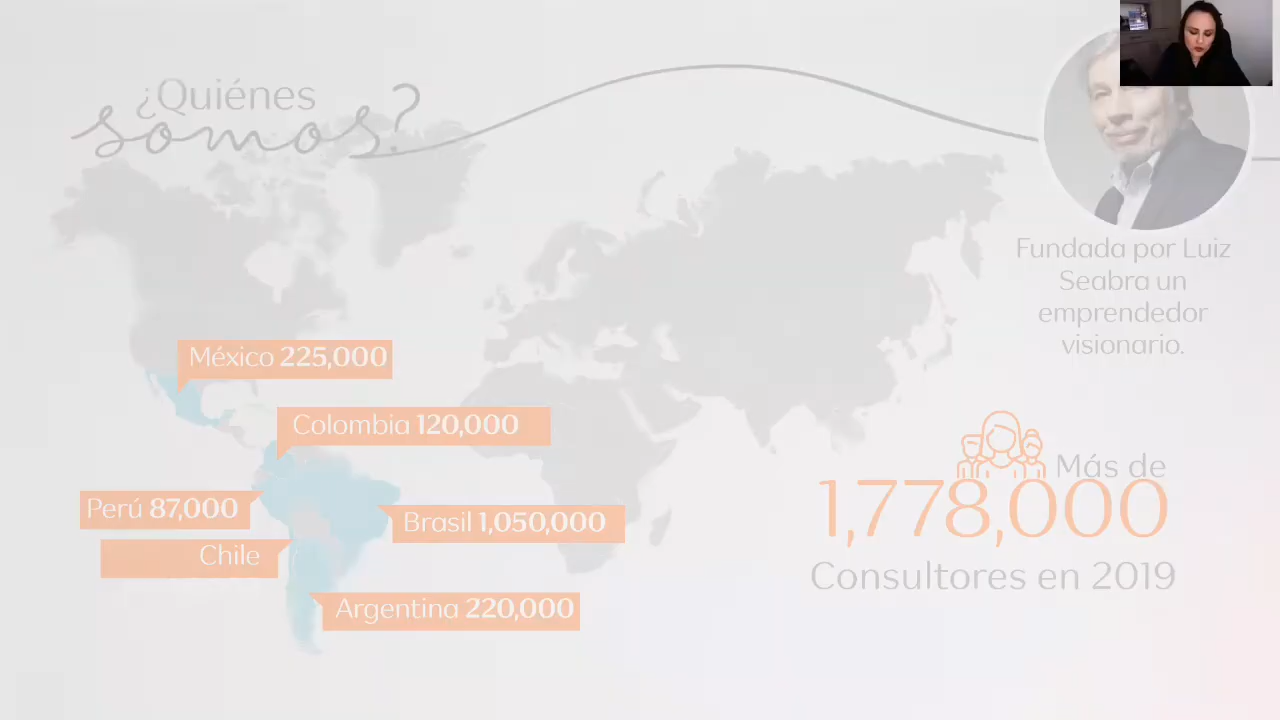 ¿Quiénes
somos?
Fundada por Luiz
Seabra un
emprendedor
visionario.
México 225,000
Colombia 120,000
Perú 87,000
Brasil 1,050,000
Chile
Argentina 220,000
Más de
1,778,000
Consultores en 2019